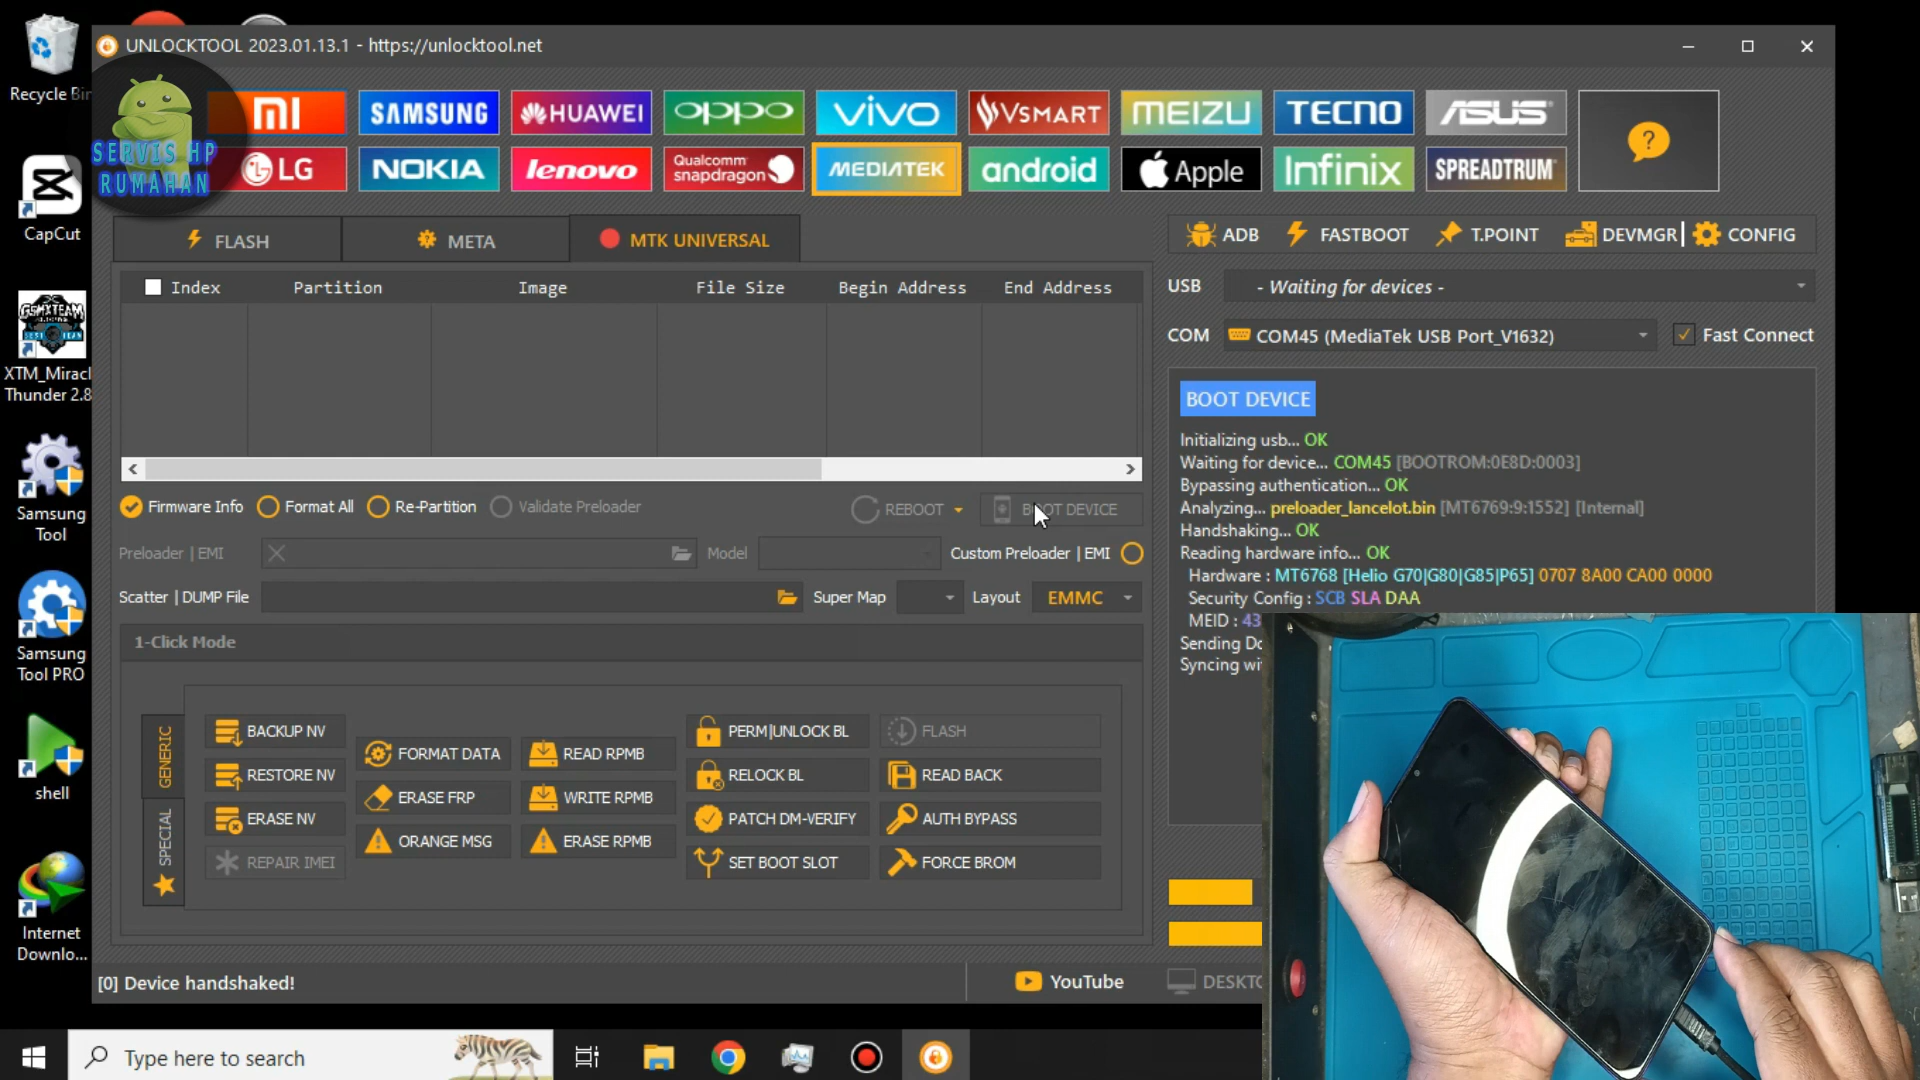 Recycle Bin
CapCut
XTM_Miracl
Thunder 2.8
Samsung
Tool
Samsung
Tool PRO
shell
Internet
Downlo...
SERVIS HP
RUMAHAN
UNLOCKTOOL 2023.01.13.1 - https://unlocktool.net
MI SAMSUNG HUAWEI oppo vivo VSMART MEIZU TECNO ASUS ?
LG NOKIA lenovo Qualcomm snapdragon MEDIATEK android Apple Infinix SPREADTRUM
FLASH META MTK UNIVERSAL
ADB FASTBOOT T.POINT DEVMGR CONFIG
Index Partition Image File Size Begin Address End Address
USB - Waiting for devices -
COM COM45 (MediaTek USB Port_V1632) Fast Connect
BOOT DEVICE
Initializing usb... OK
Waiting for device... COM45 [BOOTROM:0E8D:0003]
Bypassing authentication... OK
Analyzing... preloader_lancelot.bin [MT6769:9:1552] [Internal]
Handshaking... OK
Reading hardware info... OK
Hardware : MT6768 [Helio G70|G80|G85|P65] 0707 8A00 CA00 0000
Security Config : SCB SLA DAA
MEID : 43
Sending Do
Syncing wi
Firmware Info Format All Re-Partition Validate Preloader REBOOT BOOT DEVICE
Preloader | EMI Model Custom Preloader | EMI
Scatter | DUMP File Super Map Layout EMMC
1-Click Mode
GENERIC
SPECIAL
BACKUP NV
RESTORE NV
ERASE NV
REPAIR IMEI
FORMAT DATA
ERASE FRP
ORANGE MSG
READ RPMB
WRITE RPMB
ERASE RPMB
PERM|UNLOCK BL
RELOCK BL
PATCH DM-VERIFY
SET BOOT SLOT
FLASH
READ BACK
AUTH BYPASS
FORCE BROM
[0] Device handshaked!
YouTube DESKTO
Type here to search